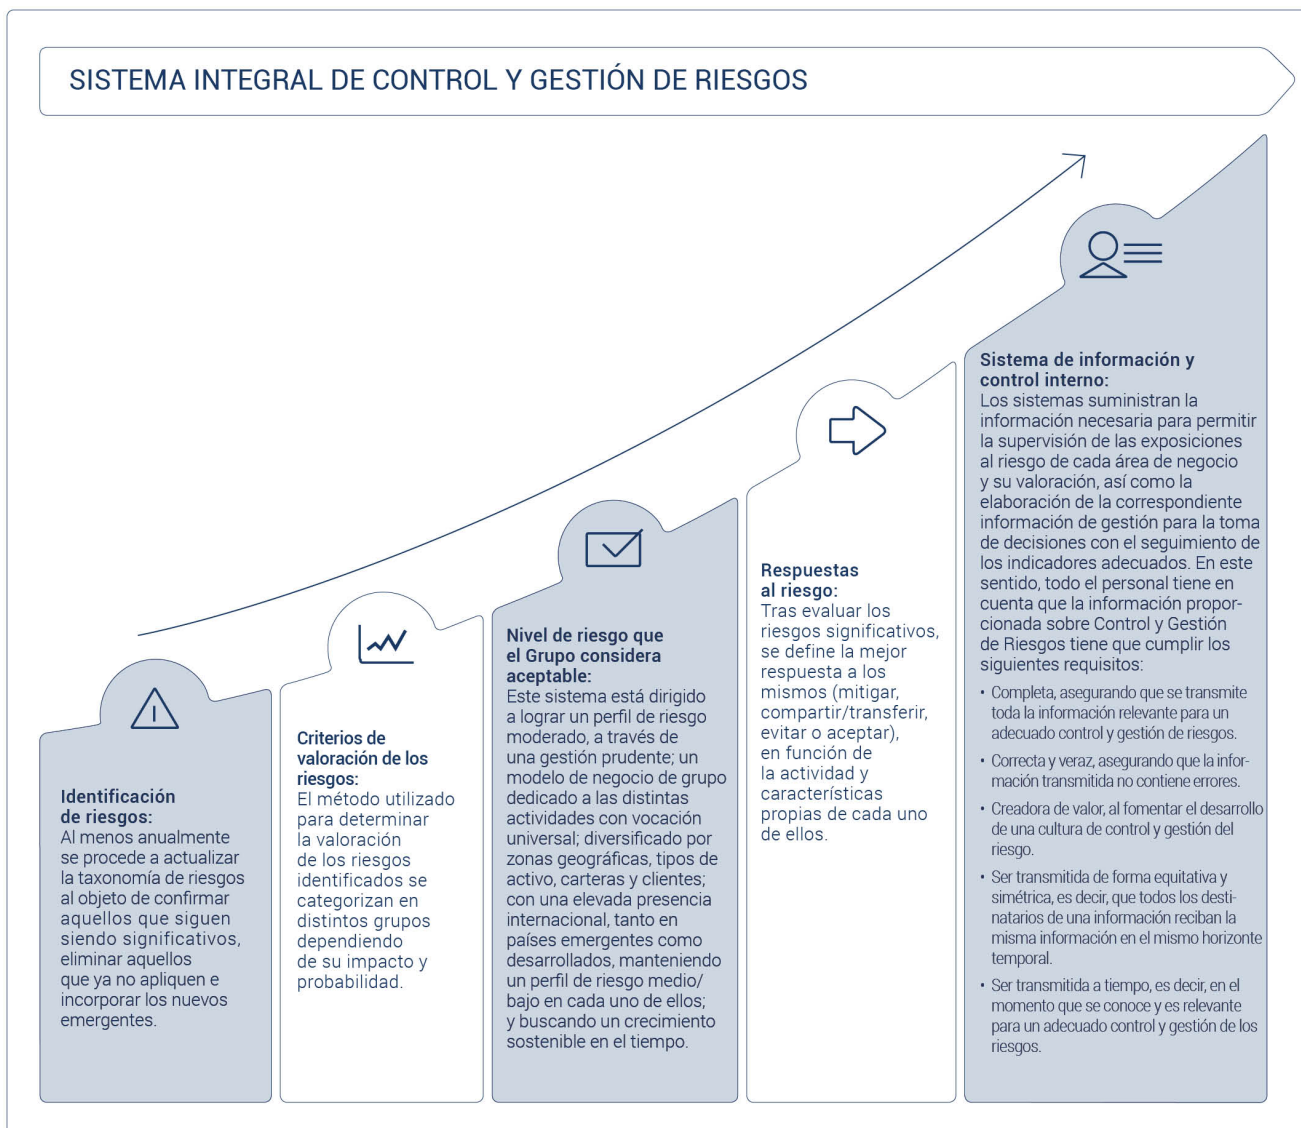 SISTEMA INTEGRAL DE CONTROL Y GESTIÓN DE RIESGOS
Identificación
de riesgos:
Al menos anualmente
se procede a actualizar
la taxonomía de riesgos
al objeto de confirmar
aquellos que siguen
siendo significativos,
eliminar aquellos
que ya no apliquen e
incorporar los nuevos
emergentes.
Criterios de
valoración de los
riesgos:
El método utilizado
para determinar
la valoración
de los riesgos
identificados se
categorizan en
distintos grupos
dependiendo
de su impacto y
probabilidad.
Nivel de riesgo que
el Grupo considera
aceptable:
Este sistema está dirigido
a lograr un perfil de riesgo
moderado, a través de
una gestión prudente; un
modelo de negocio de grupo
dedicado a las distintas
actividades con vocación
universal; diversificado por
zonas geográficas, tipos de
activo, carteras y clientes;
con una elevada presencia
internacional, tanto en
países emergentes como
desarrollados, manteniendo
un perfil de riesgo medio/
bajo en cada uno de ellos;
y buscando un crecimiento
sostenible en el tiempo.
Respuestas
al riesgo:
Tras evaluar los
riesgos significativos,
se define la mejor
respuesta a los
mismos (mitigar,
compartir/transferir,
evitar o aceptar),
en función de
la actividad y
características
propias de cada uno
de ellos.
Sistema de información y
control interno:
Los sistemas suministran la
información necesaria para permitir
la supervisión de las exposiciones
al riesgo de cada área de negocio
y su valoración, así como la
elaboración de la correspondiente
información de gestión para la toma
de decisiones con el seguimiento de
los indicadores adecuados. En este
sentido, todo el personal tiene en
cuenta que la información propor-
cionada sobre Control y Gestión
de Riesgos tiene que cumplir los
siguientes requisitos:
• Completa, asegurando que se transmite
toda la información relevante para un
adecuado control y gestión de riesgos.
• Correcta y veraz, asegurando que la infor-
mación transmitida no contiene errores.
• Creadora de valor, al fomentar el desarrollo
de una cultura de control y gestión del
riesgo.
• Ser transmitida de forma equitativa y
simétrica, es decir, que todos los desti-
natarios de una información reciban la
misma información en el mismo horizonte
temporal.
• Ser transmitida a tiempo, es decir, en el
momento que se conoce y es relevante
para un adecuado control y gestión de los
riesgos.